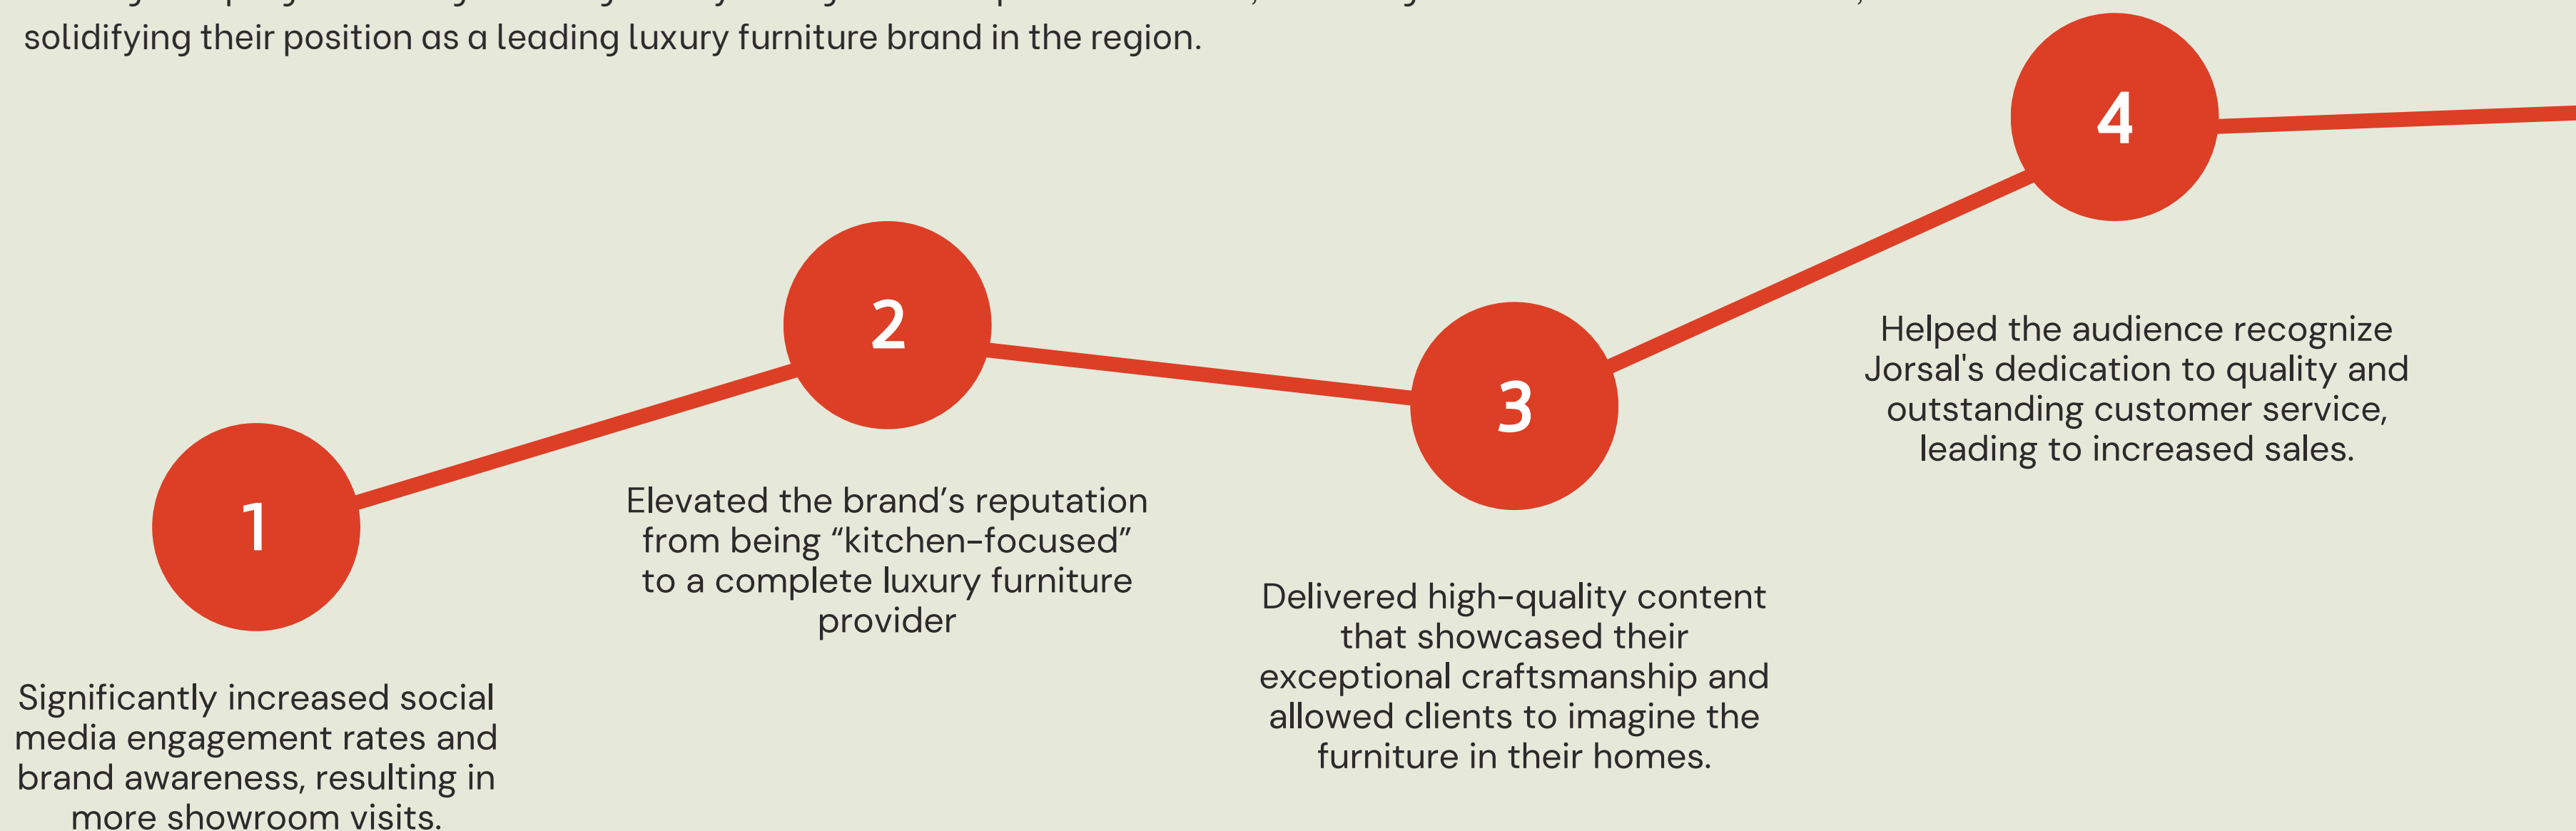 solidifying their position as a leading luxury furniture brand in the region.
1
Significantly increased social
media engagement rates and
brand awareness, resulting in
more showroom visits.
2
Elevated the brand’s reputation
from being “kitchen-focused”
to a complete luxury furniture
provider
3
Delivered high-quality content
that showcased their
exceptional craftsmanship and
allowed clients to imagine the
furniture in their homes.
4
Helped the audience recognize
Jorsal's dedication to quality and
outstanding customer service,
leading to increased sales.